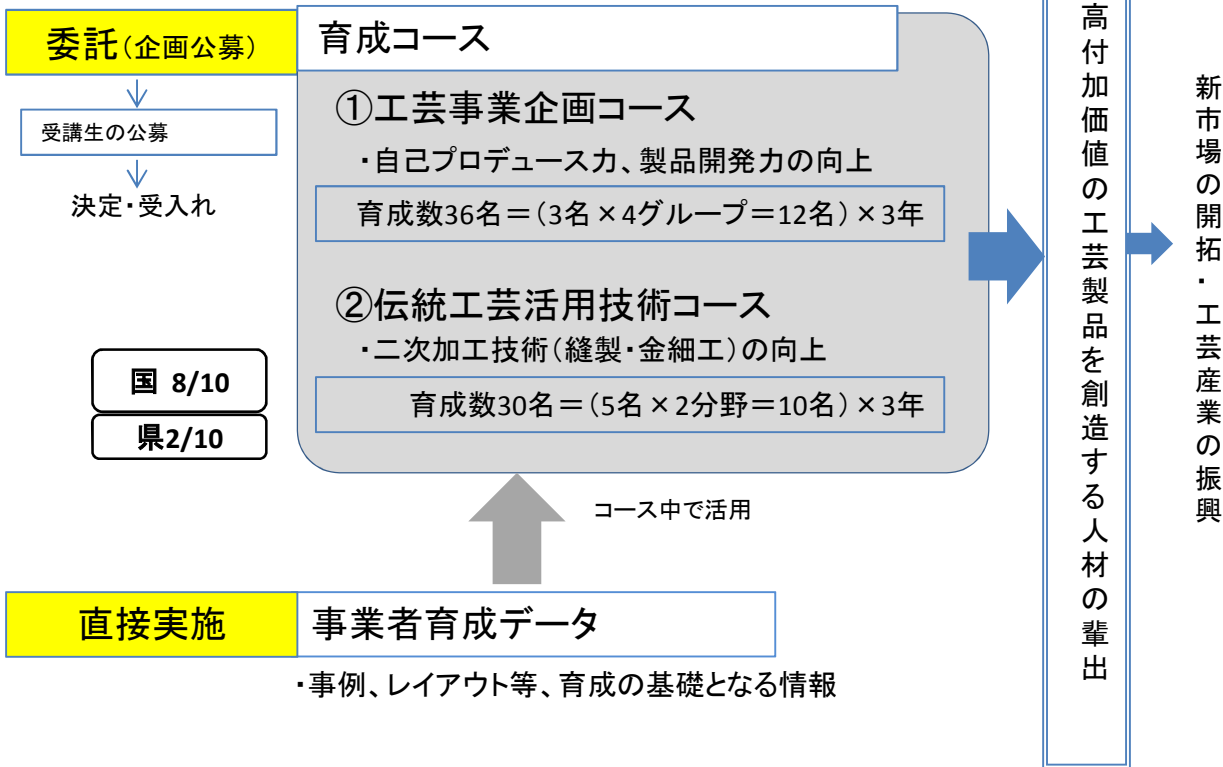 委託(企画公募)
受講生の公募
決定・受入れ
育成コース
①工芸事業企画コース
・自己プロデュース力、製品開発力の向上
育成数36名＝(3名×4グループ＝12名)×3年
②伝統工芸活用技術コース
・二次加工技術(縫製・金細工)の向上
育成数30名＝(5名×2分野＝10名)×3年
国 8/10
県2/10
コース中で活用
直接実施
事業者育成データ
・事例、レイアウト等、育成の基礎となる情報
高付加価値の工芸製品を創造する人材の輩出
新市場の開拓・工芸産業の振興